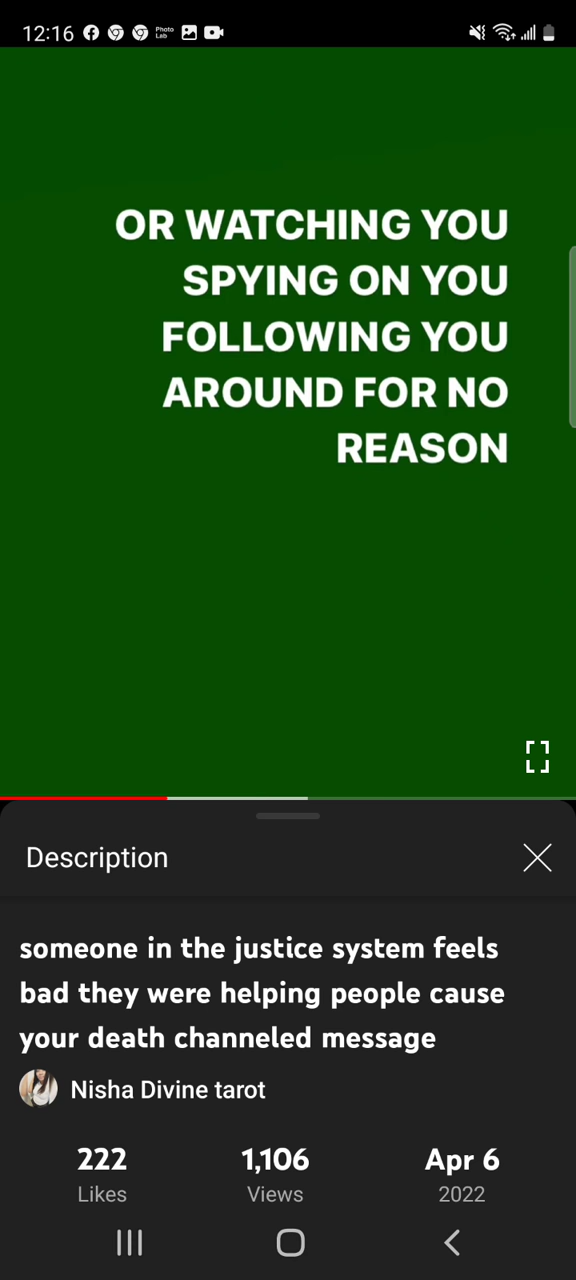 12:16
Photo
Lab
OR WATCHING YOU
SPYING ON YOU
FOLLOWING YOU
AROUND FOR NO
REASON
Description
someone in the justice system feels
bad they were helping people cause
your death channeled message
Nisha Divine tarot
222 1,106 Apr 6
Likes Views 2022